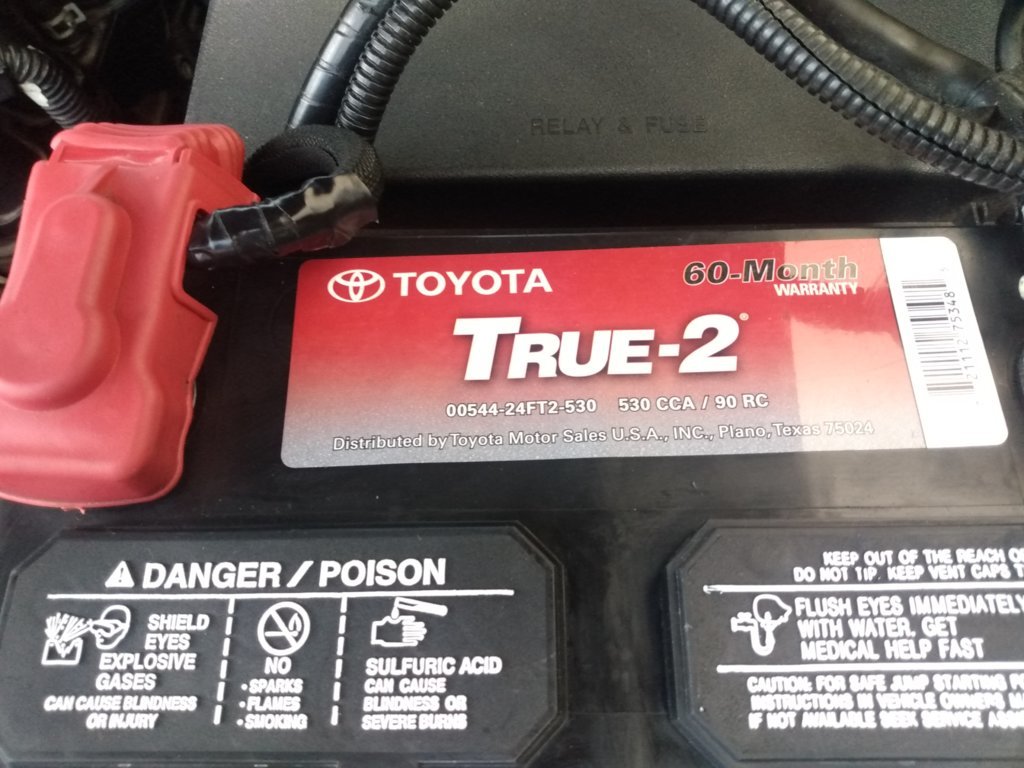 RELAY & FUSE
TOYOTA
60-Month
WARRANTY
TRUE-2®
00544-24FT2-530 530 CCA / 90 RC
Distributed by Toyota Motor Sales U.S.A., INC., Plano, Texas 75024
21112 75348 5
DANGER / POISON
SHIELD
EYES
EXPLOSIVE
GASES
CAN CAUSE BLINDNESS
OR INJURY
NO
• SPARKS
• FLAMES
• SMOKING
SULFURIC ACID
CAN CAUSE
BLINDNESS OR
SEVERE BURNS
KEEP OUT OF THE REACH
DO NOT TIP. KEEP VENT CAPS
FLUSH EYES IMMEDIATELY
WITH WATER. GET
MEDICAL HELP FAST
CAUTION: FOR SAFE JUMP STARTING
INSTRUCTIONS IN VEHICLE OWNERS
IF NOT AVAILABLE SEEK SERVICE